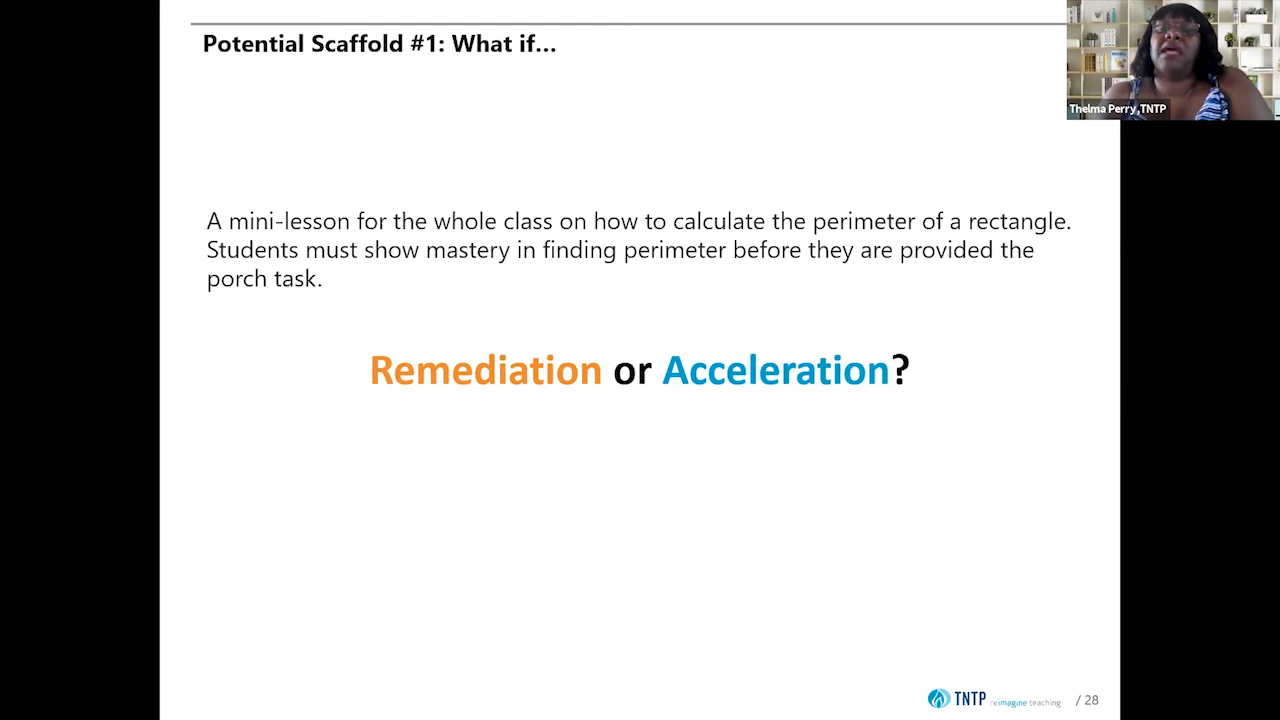 Potential Scaffold #1: What if...
Thelma Perry,TNTP
A mini-lesson for the whole class on how to calculate the perimeter of a rectangle.
Students must show mastery in finding perimeter before they are provided the
porch task.
Remediation or Acceleration?
TNTP reimagine teaching / 28